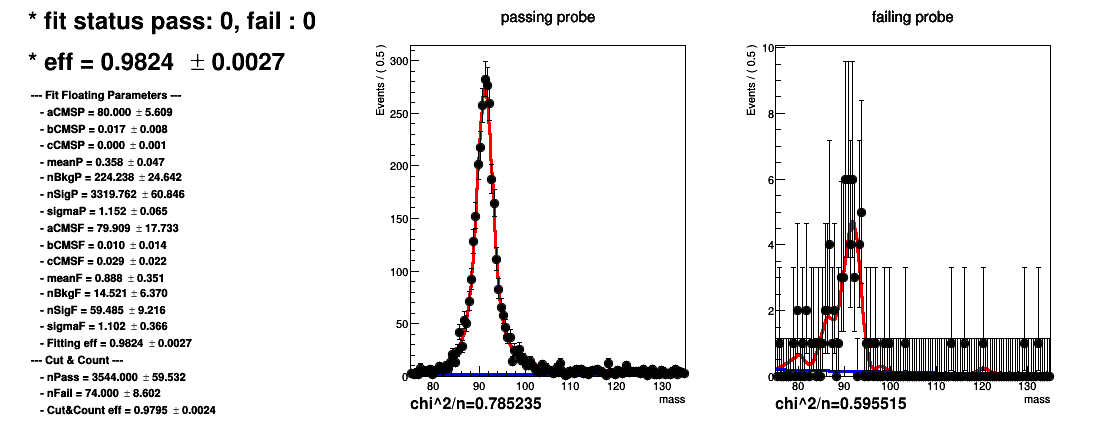 * fit status pass: 0, fail : 0
* eff = 0.9824 ± 0.0027
--- Fit Floating Parameters ---
- aCMSP = 80.000 ± 5.609
- bCMSP = 0.017 ± 0.008
- cCMSP = 0.000 ± 0.001
- meanP = 0.358 ± 0.047
- nBkgP = 224.238 ± 24.642
- nSigP = 3319.762 ± 60.846
- sigmaP = 1.152 ± 0.065
- aCMSF = 79.909 ± 17.733
- bCMSF = 0.010 ± 0.014
- cCMSF = 0.029 ± 0.022
- meanF = 0.888 ± 0.351
- nBkgF = 14.521 ± 6.370
- nSigF = 59.485 ± 9.216
- sigmaF = 1.102 ± 0.366
- Fitting eff = 0.9824 ± 0.0027
--- Cut & Count ---
- nPass = 3544.000 ± 59.532
- nFail = 74.000 ± 8.602
- Cut&Count eff = 0.9795 ± 0.0024
passing probe
Events / ( 0.5 )
300
250
200
150
100
50
0
80 90 100 110 120 130
mass
chi^2/n=0.785235
failing probe
Events / ( 0.5 )
10
8
6
4
2
0
80 90 100 110 120 130
mass
chi^2/n=0.595515